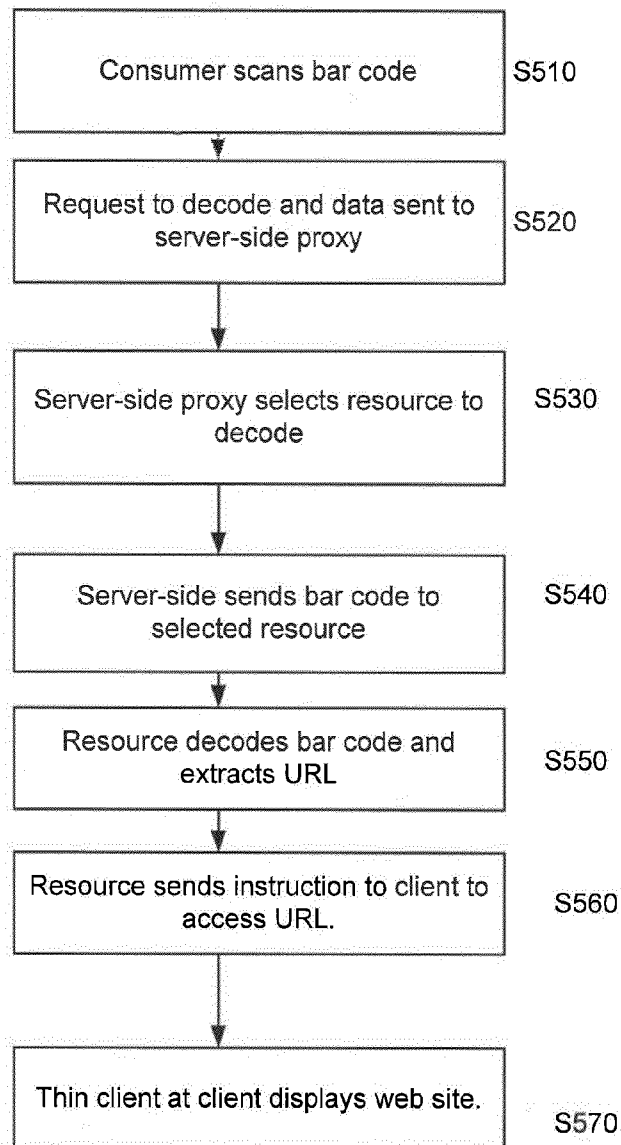 Consumer scans bar code
S510
Request to decode and data sent to
server-side proxy
S520
Server-side proxy selects resource to
decode
S530
Server-side sends bar code to
selected resource
S540
Resource decodes bar code and
extracts URL
S550
Resource sends instruction to client to
access URL.
S560
Thin client at client displays web site.
S570